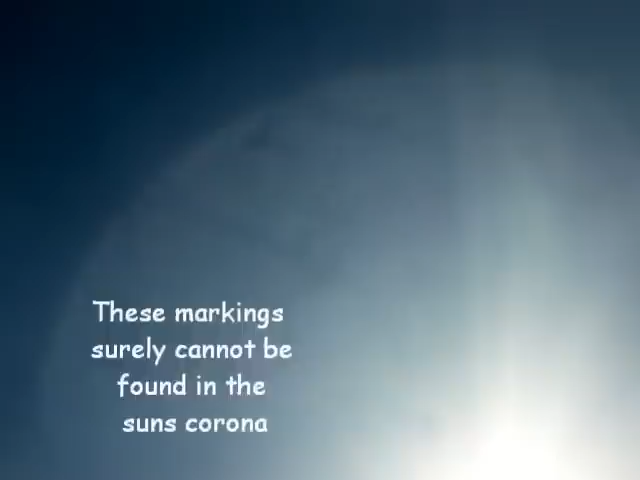 These markings
surely cannot be
found in the
suns corona